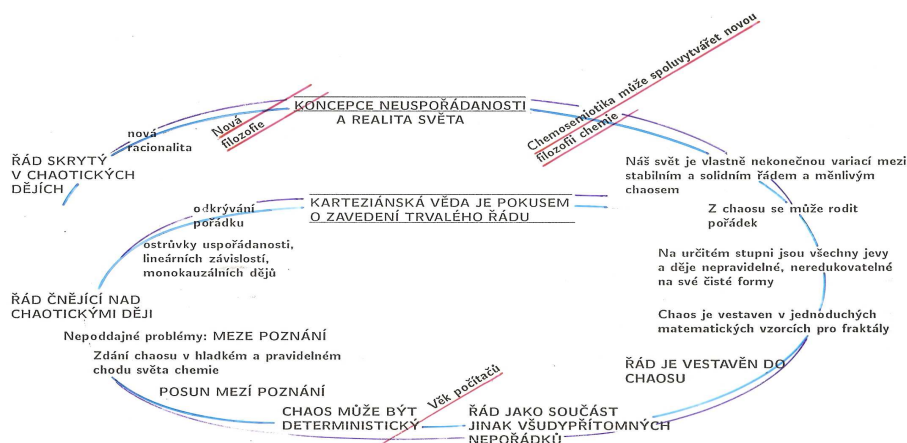 KONCEPCE NEUSPOŘÁDANOSTI
A REALITA SVĚTA
Nová
filozofie
Chemosemiotika může spoluvytvářet novou
filozofii chemie
nová
racionalita
ŘÁD SKRYTÝ
V CHAOTICKÝCH
DĚJÍCH
Náš svět je vlastně nekonečnou variací mezi
stabilním a solidním řádem a měnlivým
chaosem
KARTEZIÁNSKÁ VĚDA JE POKUSEM
O ZAVEDENÍ TRVALÉHO ŘÁDU
odkrývání
pořádku
Z chaosu se může rodit
pořádek
ostrůvky uspořádanosti,
lineárních závislostí,
monokauzálních dějů
Na určitém stupni jsou všechny jevy
a děje nepravidelné, neredukovatelné
na své čisté formy
ŘÁD ČNĚJÍCÍ NAD
CHAOTICKÝMI DĚJI
Chaos je vestaven v jednoduchých
matematických vzorcích pro fraktály
Nepoddajné problémy: MEZE POZNÁNÍ
Zdání chaosu v hladkém a pravidelném
chodu světa chemie
ŘÁD JE VESTAVĚN DO
CHAOSU
POSUN MEZÍ POZNÁNÍ
Věk počítačů
CHAOS MŮŽE BÝT
DETERMINISTICKÝ
ŘÁD JAKO SOUČÁST
JINAK VŠUDYPŘÍTOMNÝCH
NEPOŘÁDKŮ